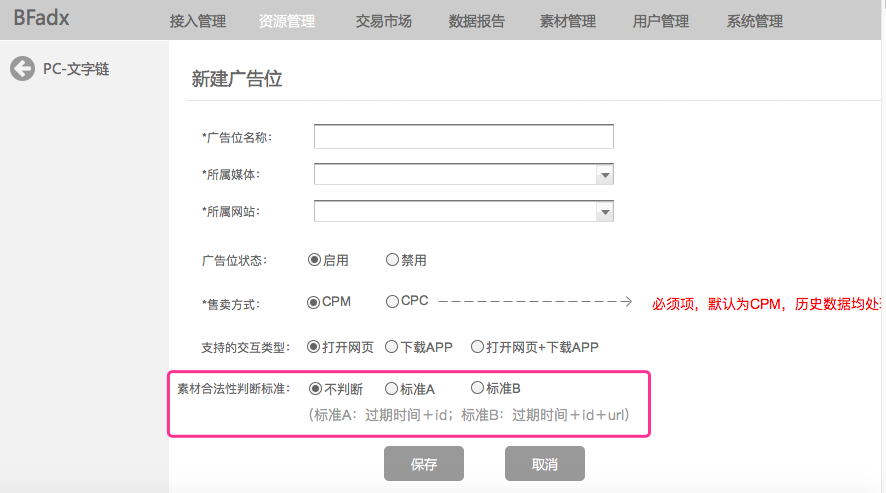 BFadx 接入管理 资源管理 交易市场 数据报告 素材管理 用户管理 系统管理
PC-文字链
新建广告位
*广告位名称：
*所属媒体：
*所属网站：
广告位状态： 启用 禁用
*售卖方式： CPM CPC 必须项，默认为CPM，历史数据均处
支持的交互类型： 打开网页 下载APP 打开网页+下载APP
素材合法性判断标准： 不判断 标准A 标准B
（标准A：过期时间＋id；标准B：过期时间＋id＋url）
保存 取消